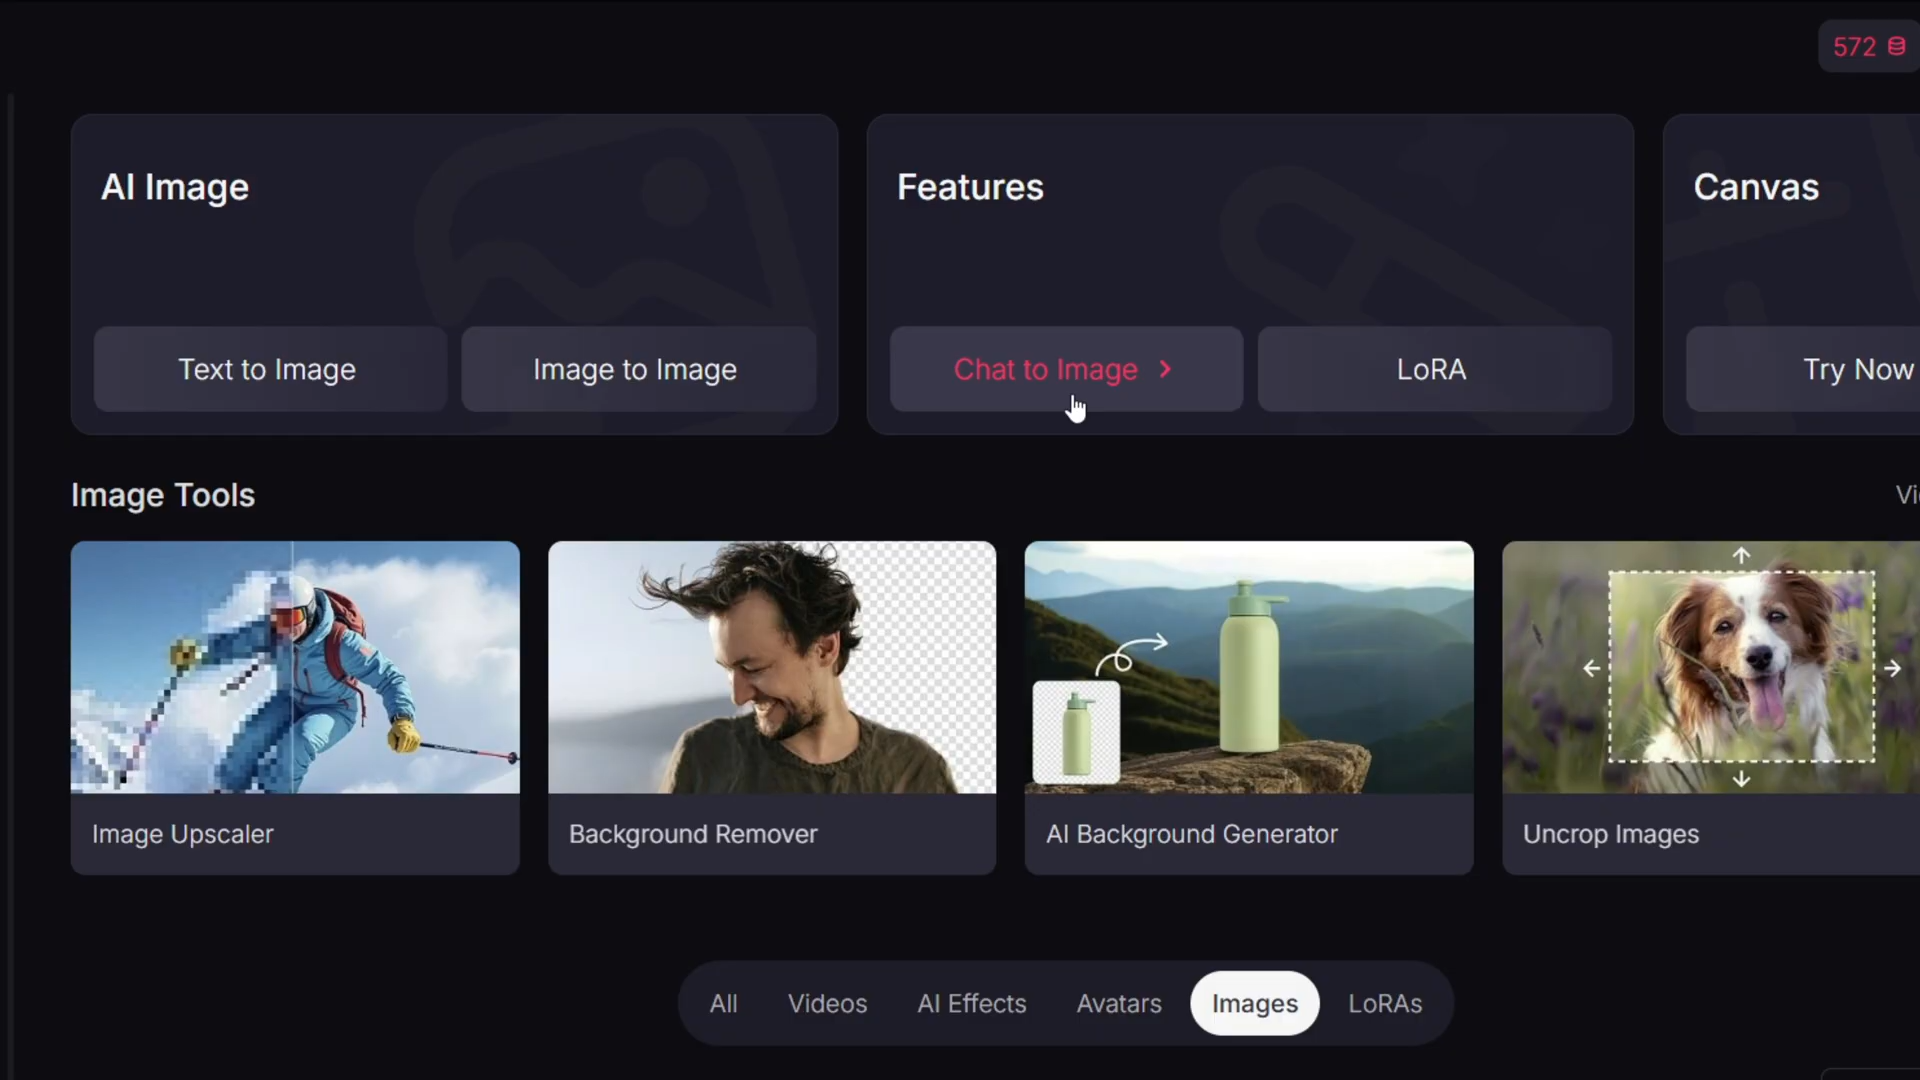 572
AI Image
Features
Canvas
Text to Image
Image to Image
Chat to Image
LoRA
Try Now
Image Tools
Vi
Image Upscaler
Background Remover
AI Background Generator
Uncrop Images
All
Videos
AI Effects
Avatars
Images
LoRAs